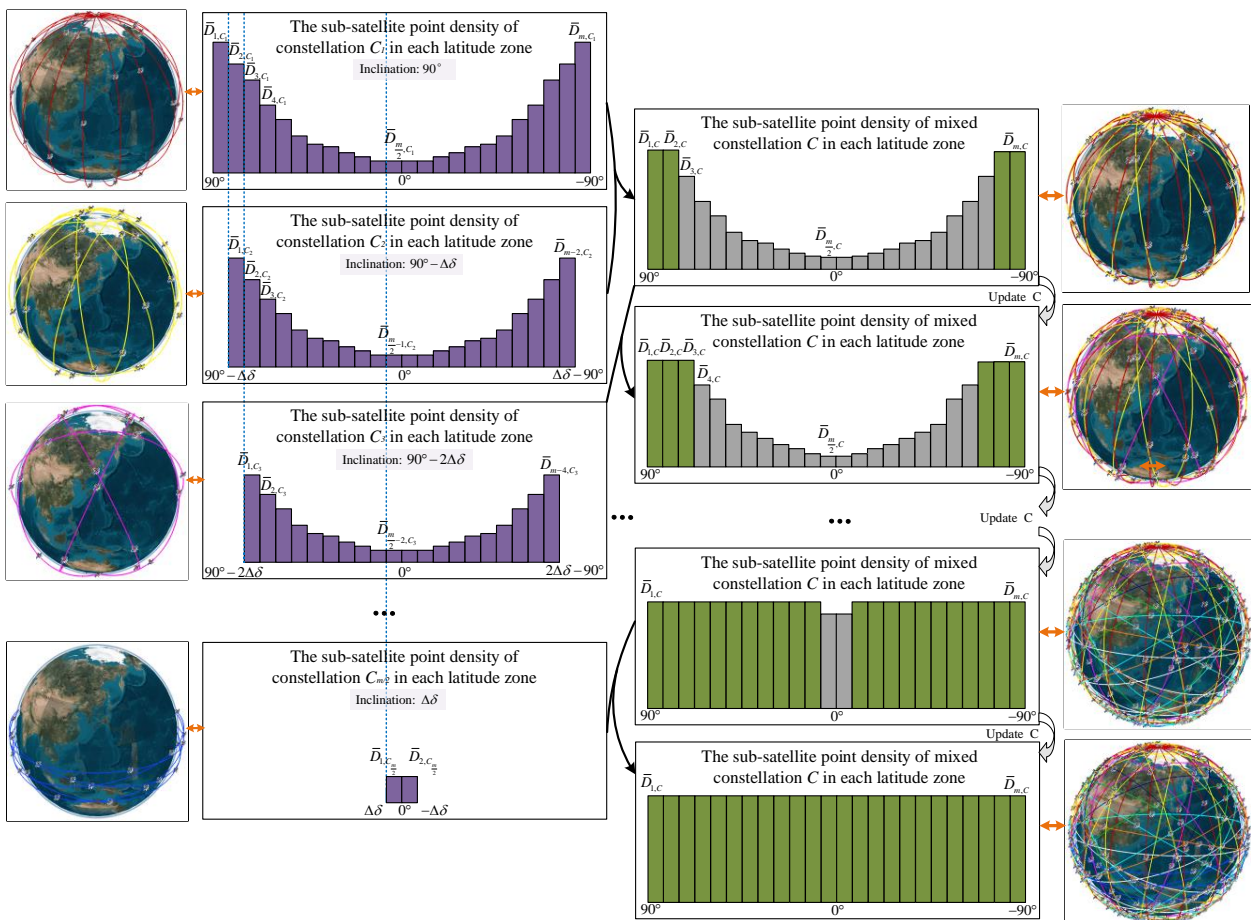 The sub-satellite point density of
constellation C₁ in each latitude zone
Inclination: 90°
D̄_{1,C₁}
D̄_{2,C₁}
D̄_{3,C₁}
D̄_{4,C₁}
D̄_{m/2,C₁}
D̄_{m,C₁}
90° 0° −90°
The sub-satellite point density of
constellation C₂ in each latitude zone
Inclination: 90°−Δδ
D̄_{1,C₂}
D̄_{2,C₂}
D̄_{3,C₂}
D̄_{m/2−1,C₂}
D̄_{m−2,C₂}
90°−Δδ 0° Δδ−90°
The sub-satellite point density of
constellation C₃ in each latitude zone
Inclination: 90°−2Δδ
D̄_{1,C₃}
D̄_{2,C₃}
D̄_{m/2−2,C₃}
D̄_{m−4,C₃}
90°−2Δδ 0° 2Δδ−90°
...
The sub-satellite point density of
constellation C_{m/2} in each latitude zone
Inclination: Δδ
D̄_{1,C_{m/2}} D̄_{2,C_{m/2}}
Δδ 0° −Δδ
...
The sub-satellite point density of mixed
constellation C in each latitude zone
D̄_{1,C} D̄_{2,C}
D̄_{3,C}
D̄_{m/2,C}
D̄_{m,C}
90° 0° −90°
Update C
The sub-satellite point density of mixed
constellation C in each latitude zone
D̄_{1,C} D̄_{2,C} D̄_{3,C}
D̄_{4,C}
D̄_{m/2,C}
D̄_{m,C}
90° 0° −90°
...
Update C
The sub-satellite point density of mixed
constellation C in each latitude zone
D̄_{1,C} D̄_{m,C}
90° 0° −90°
Update C
The sub-satellite point density of mixed
constellation C in each latitude zone
D̄_{1,C} D̄_{m,C}
90° 0° −90°